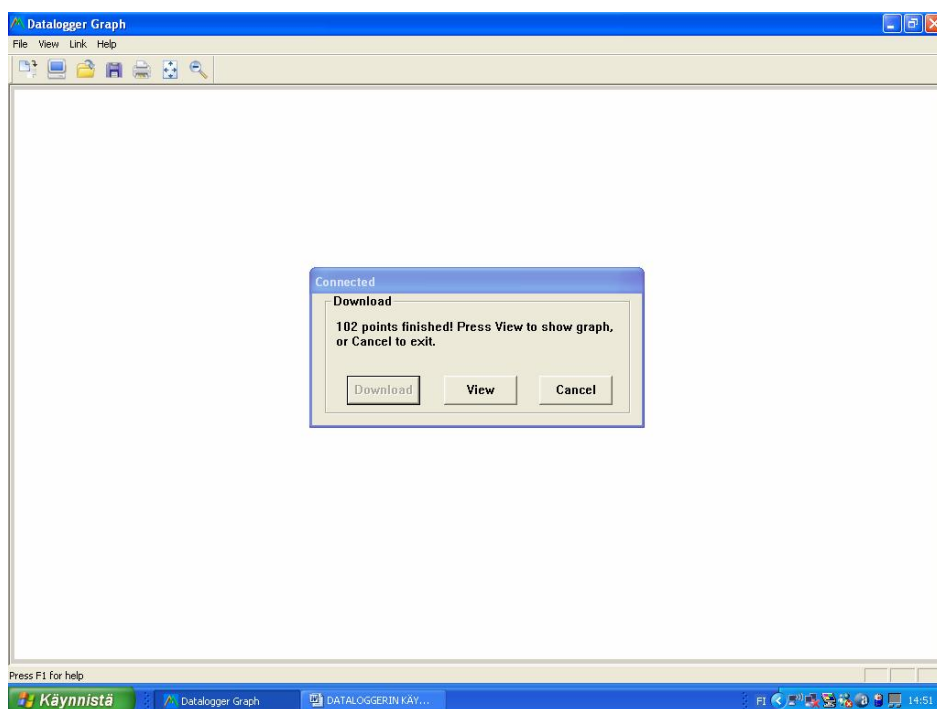 Datalogger Graph
File View Link Help
Connected
Download
102 points finished! Press View to show graph,
or Cancel to exit.
Download View Cancel
Press F1 for help
Käynnistä Datalogger Graph DATALOGGERIN KÄY... FI 14:51